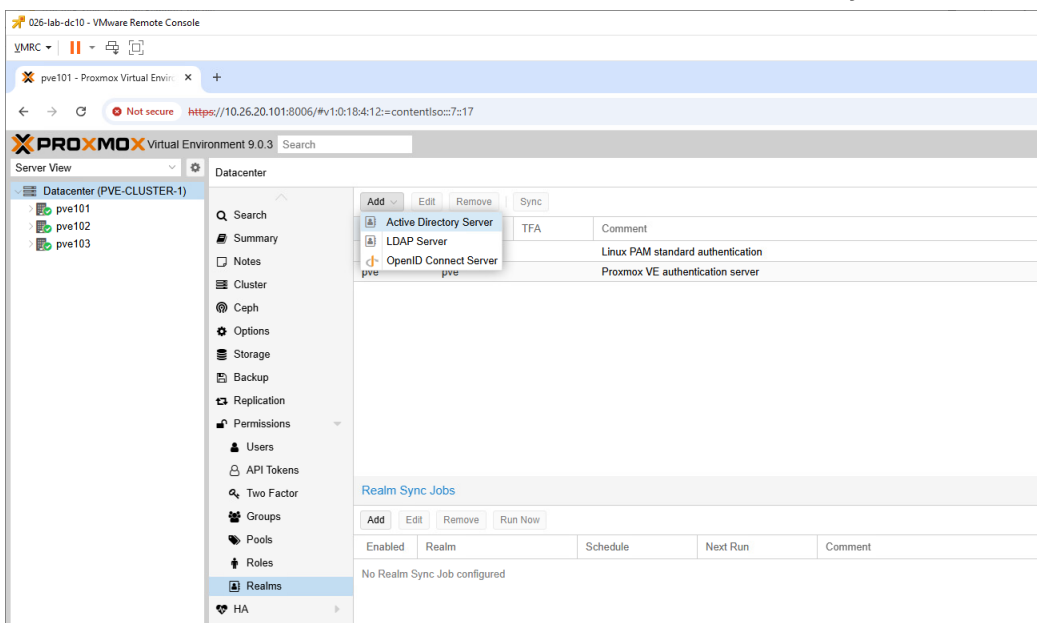 026-lab-dc10 - VMware Remote Console
VMRC
pve101 - Proxmox Virtual Enviro
Not secure https://10.26.20.101:8006/#v1:0:18:4:12:=contentIso:::7::17
PROXMOX Virtual Environment 9.0.3 Search
Server View
Datacenter (PVE-CLUSTER-1)
pve101
pve102
pve103
Datacenter
Search
Summary
Notes
Cluster
Ceph
Options
Storage
Backup
Replication
Permissions
Users
API Tokens
Two Factor
Groups
Pools
Roles
Realms
HA
Add Edit Remove Sync
Active Directory Server
LDAP Server
OpenID Connect Server
TFA Comment
Linux PAM standard authentication
pve pve Proxmox VE authentication server
Realm Sync Jobs
Add Edit Remove Run Now
Enabled Realm Schedule Next Run Comment
No Realm Sync Job configured